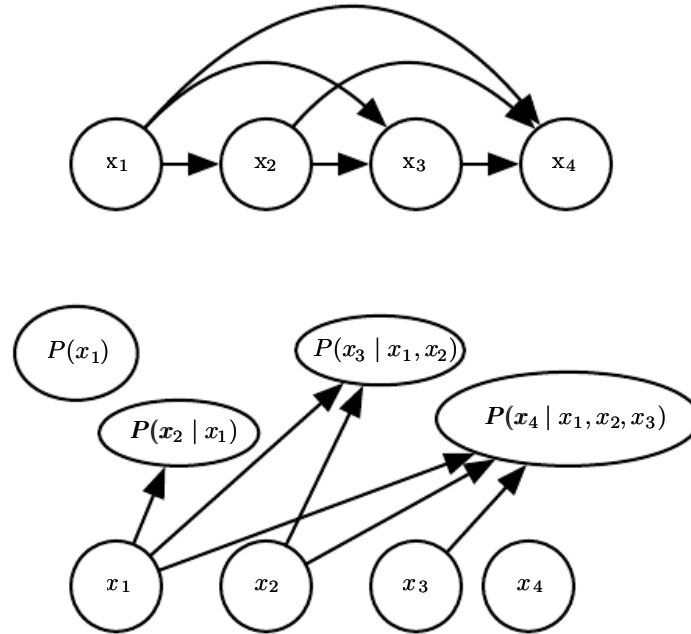 x₁ x₂ x₃ x₄
P(x₁)
P(x₃ | x₁, x₂)
P(x₂ | x₁)
P(x₄ | x₁, x₂, x₃)
x₁ x₂ x₃ x₄